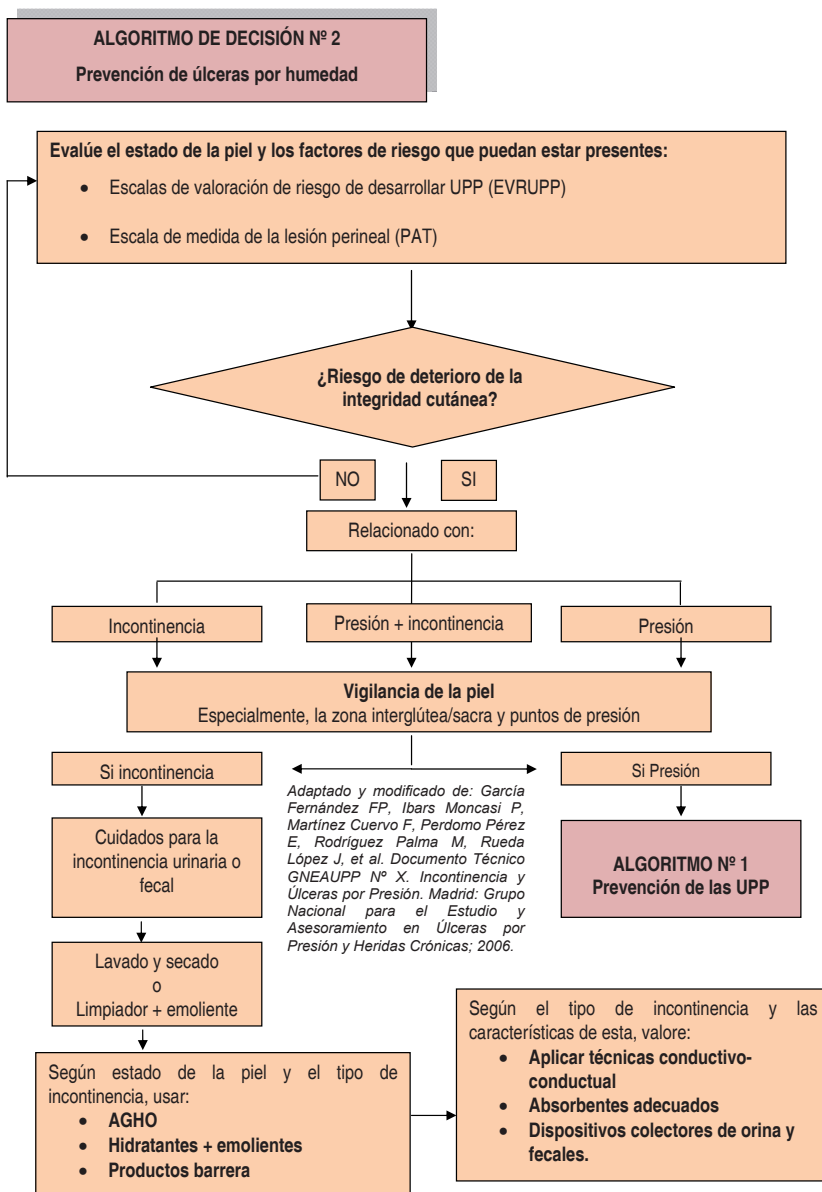 ALGORITMO DE DECISIÓN Nº 2
Prevención de úlceras por humedad
Evalúe el estado de la piel y los factores de riesgo que puedan estar presentes:
• Escalas de valoración de riesgo de desarrollar UPP (EVRUPP)
• Escala de medida de la lesión perineal (PAT)
¿Riesgo de deterioro de la
integridad cutánea?
NO
SI
Relacionado con:
Incontinencia
Presión + incontinencia
Presión
Vigilancia de la piel
Especialmente, la zona interglútea/sacra y puntos de presión
Si incontinencia
Si Presión
Adaptado y modificado de: García
Fernández FP, Ibars Moncasi P,
Martínez Cuervo F, Perdomo Pérez
E, Rodríguez Palma M, Rueda
López J, et al. Documento Técnico
GNEAUPP Nº X. Incontinencia y
Úlceras por Presión. Madrid: Grupo
Nacional para el Estudio y
Asesoramiento en Úlceras por
Presión y Heridas Crónicas; 2006.
Cuidados para la
incontinencia urinaria o
fecal
ALGORITMO Nº 1
Prevención de las UPP
Lavado y secado
o
Limpiador + emoliente
Según estado de la piel y el tipo de
incontinencia, usar:
• AGHO
• Hidratantes + emolientes
• Productos barrera
Según el tipo de incontinencia y las
características de esta, valore:
• Aplicar técnicas conductivo-
conductual
• Absorbentes adecuados
• Dispositivos colectores de orina y
fecales.